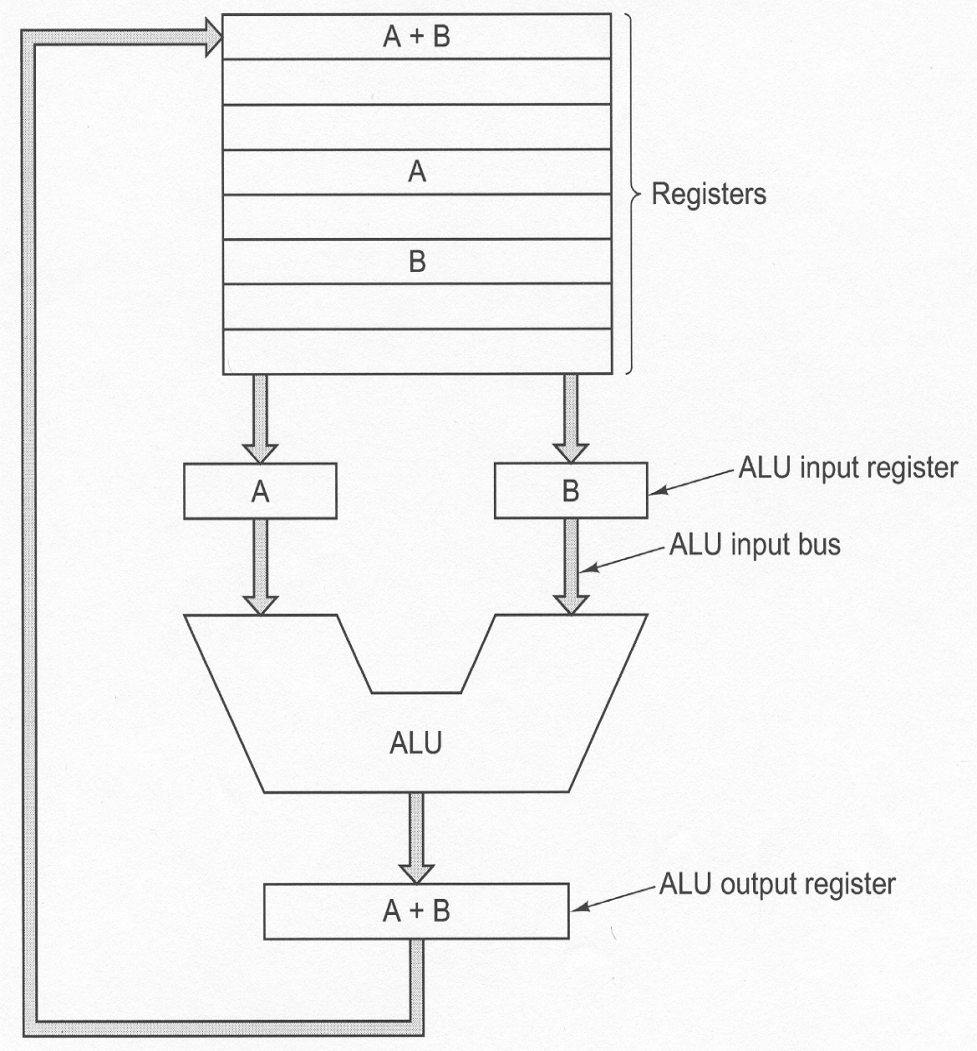 A + B
A
Registers
B
A
B
ALU input register
ALU input bus
ALU
ALU output register
A + B